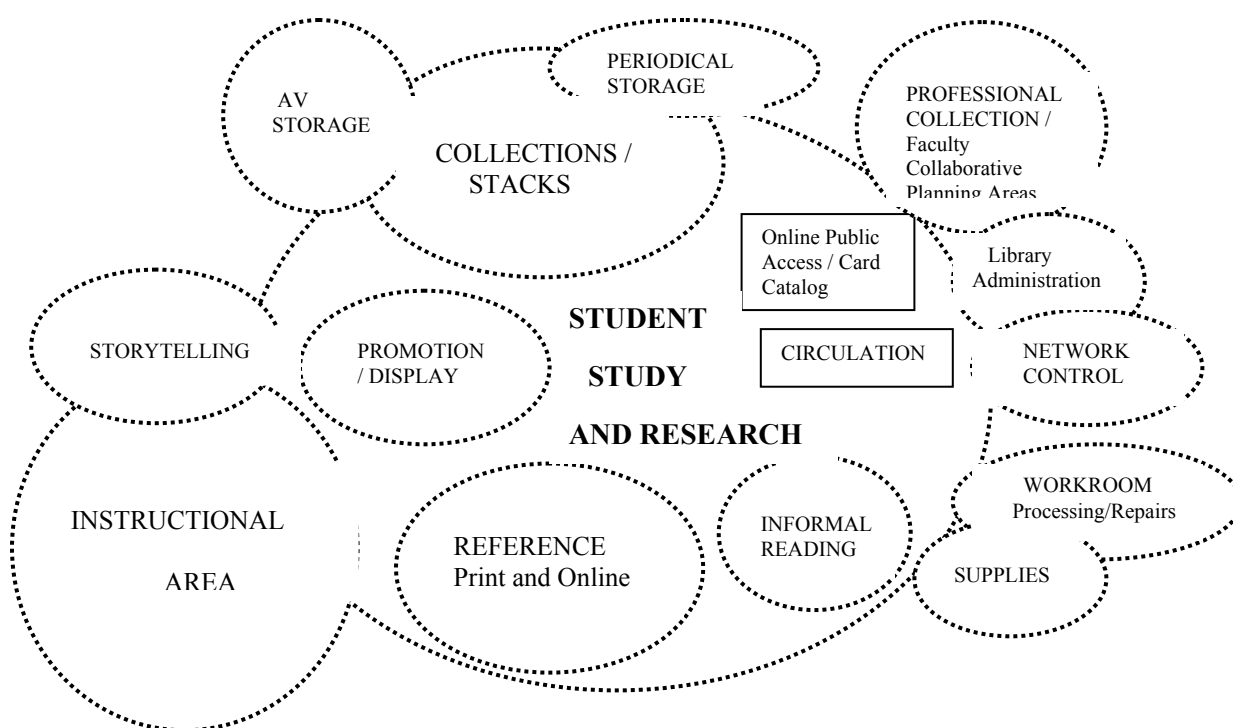 AV
STORAGE
PERIODICAL
STORAGE
PROFESSIONAL
COLLECTION /
Faculty
Collaborative
Planning Areas
COLLECTIONS /
STACKS
Online Public
Access / Card
Catalog
Library
Administration
STORYTELLING
PROMOTION
/ DISPLAY
STUDENT
STUDY
AND RESEARCH
CIRCULATION
NETWORK
CONTROL
INSTRUCTIONAL
AREA
REFERENCE
Print and Online
INFORMAL
READING
WORKROOM
Processing/Repairs
SUPPLIES